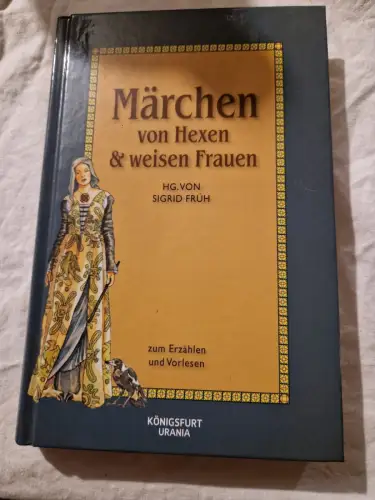 Märchen
von Hexen
& weisen Frauen
HG. VON
SIGRID FRÜH
zum Erzählen
und Vorlesen
KÖNIGSFURT
URANIA